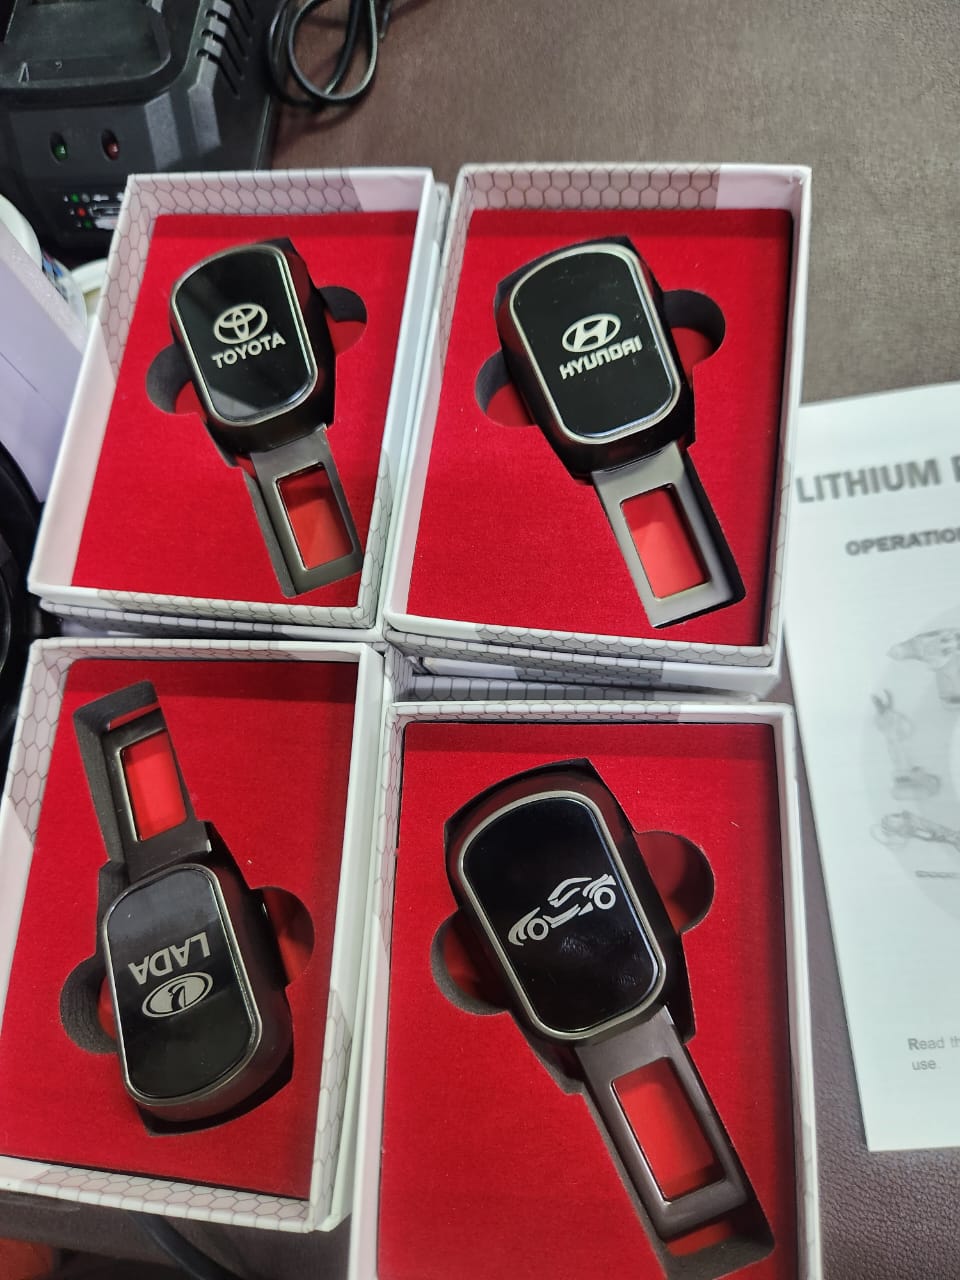 TOYOTA
HYUNDAI
LITHIUM
OPERATIO
LADA
Read th
use.